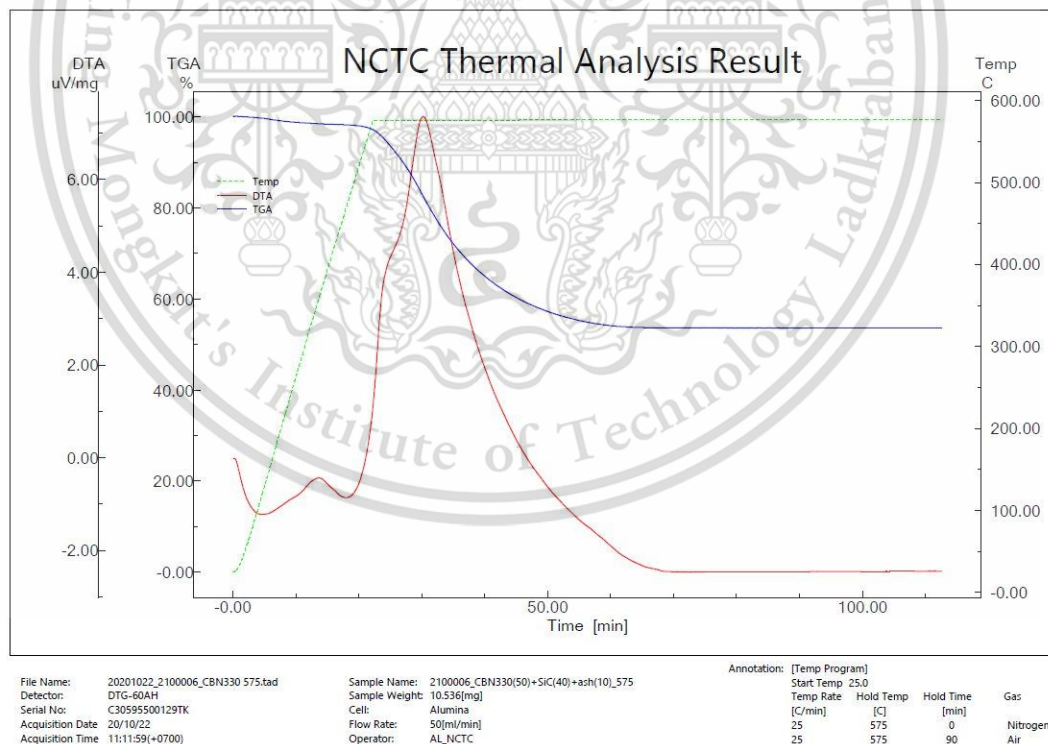 NCTC Thermal Analysis Result
DTA
uV/mg
TGA
%
Temp
C
6.00
4.00
2.00
0.00
-2.00
100.00
80.00
60.00
40.00
20.00
-0.00
Temp
DTA
TGA
600.00
500.00
400.00
300.00
200.00
100.00
-0.00
-0.00
50.00
100.00
Time [min]
Mongkut's Institute of Technology Ladkrabang
File Name: 20201022_2100006_CBN330 575.tad
Detector: DTG-60AH
Serial No: C30595500129TK
Acquisition Date 20/10/22
Acquisition Time 11:11:59(+0700)
Sample Name: 2100006_CBN330(50)+SiC(40)+ash(10)_575
Sample Weight: 10.536[mg]
Cell: Alumina
Flow Rate: 50[ml/min]
Operator: AL_NCTC
Annotation: [Temp Program]
Start Temp 25.0
Temp Rate Hold Temp Hold Time Gas
[C/min] [C] [min]
25 575 0 Nitrogen
25 575 90 Air